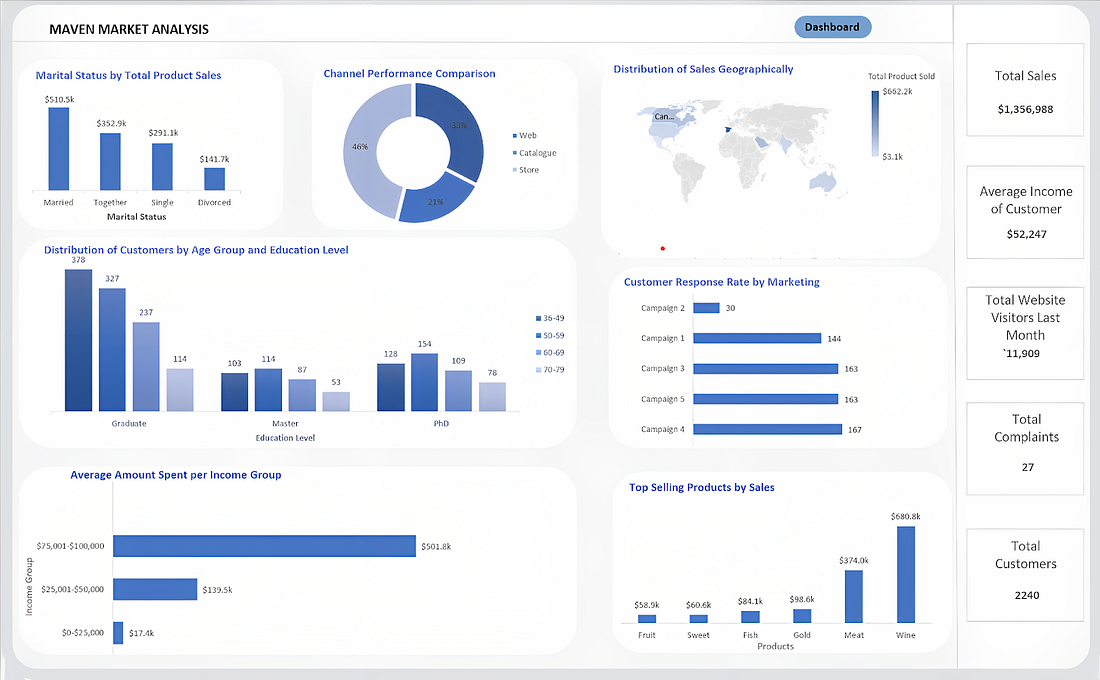 MAVEN MARKET ANALYSIS
Dashboard
Marital Status by Total Product Sales
$510.5k
$352.9k
$291.1k
$141.7k
Married Together Single Divorced
Marital Status
Channel Performance Comparison
33%
46%
21%
Web
Catalogue
Store
Distribution of Sales Geographically
Total Product Sold
$662.2k
$3.1k
Can...
Distribution of Customers by Age Group and Education Level
378
327
237
114
103
114
87
53
128
154
109
78
Graduate Master PhD
Education Level
36-49
50-59
60-69
70-79
Customer Response Rate by Marketing
Campaign 2 30
Campaign 1 144
Campaign 3 163
Campaign 5 163
Campaign 4 167
Average Amount Spent per Income Group
Income Group
$75,001-$100,000 $501.8k
$25,001-$50,000 $139.5k
$0-$25,000 $17.4k
Top Selling Products by Sales
$58.9k
$60.6k
$84.1k
$98.6k
$374.0k
$680.8k
Fruit Sweet Fish Gold Meat Wine
Products
Total Sales
$1,356,988
Average Income
of Customer
$52,247
Total Website
Visitors Last
Month
`11,909
Total
Complaints
27
Total
Customers
2240